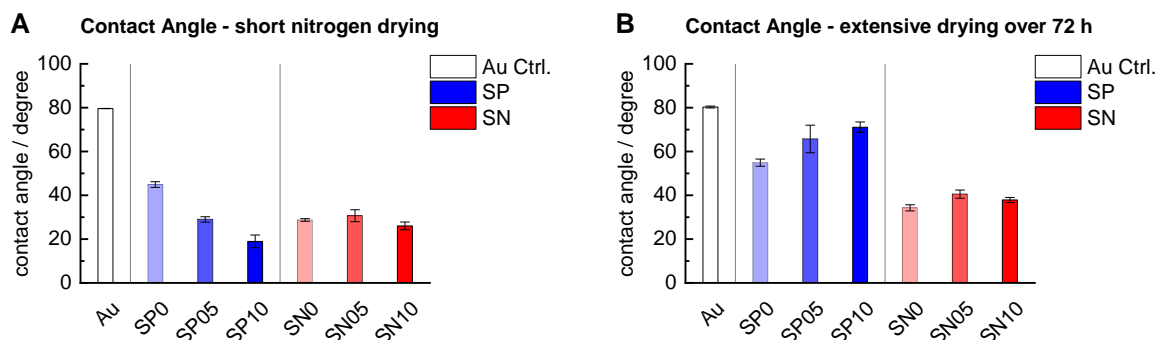 A Contact Angle - short nitrogen drying
contact angle / degree
100
80
60
40
20
0
Au
SP0
SP05
SP10
SN0
SN05
SN10
Au Ctrl.
SP
SN
B Contact Angle - extensive drying over 72 h
contact angle / degree
100
80
60
40
20
0
Au
SP0
SP05
SP10
SN0
SN05
SN10
Au Ctrl.
SP
SN